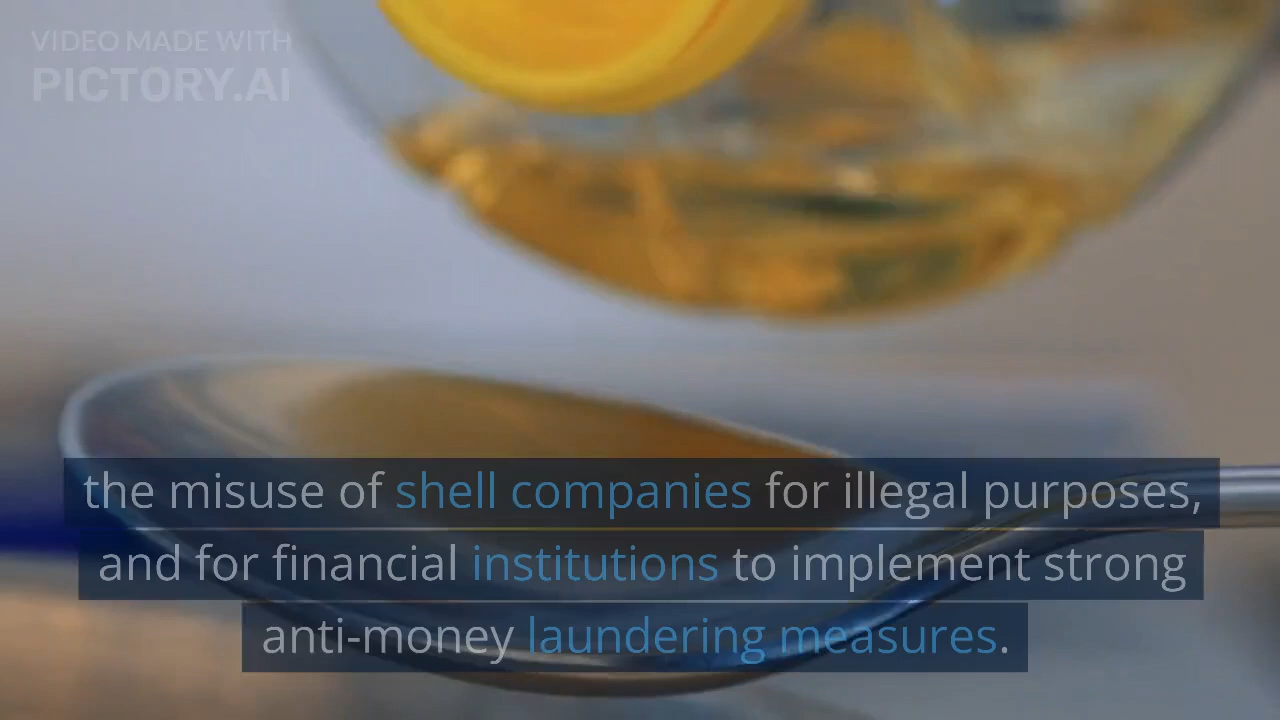 VIDEO MADE WITH
PICTORY.AI
the misuse of shell companies for illegal purposes,
and for financial institutions to implement strong
anti-money laundering measures.